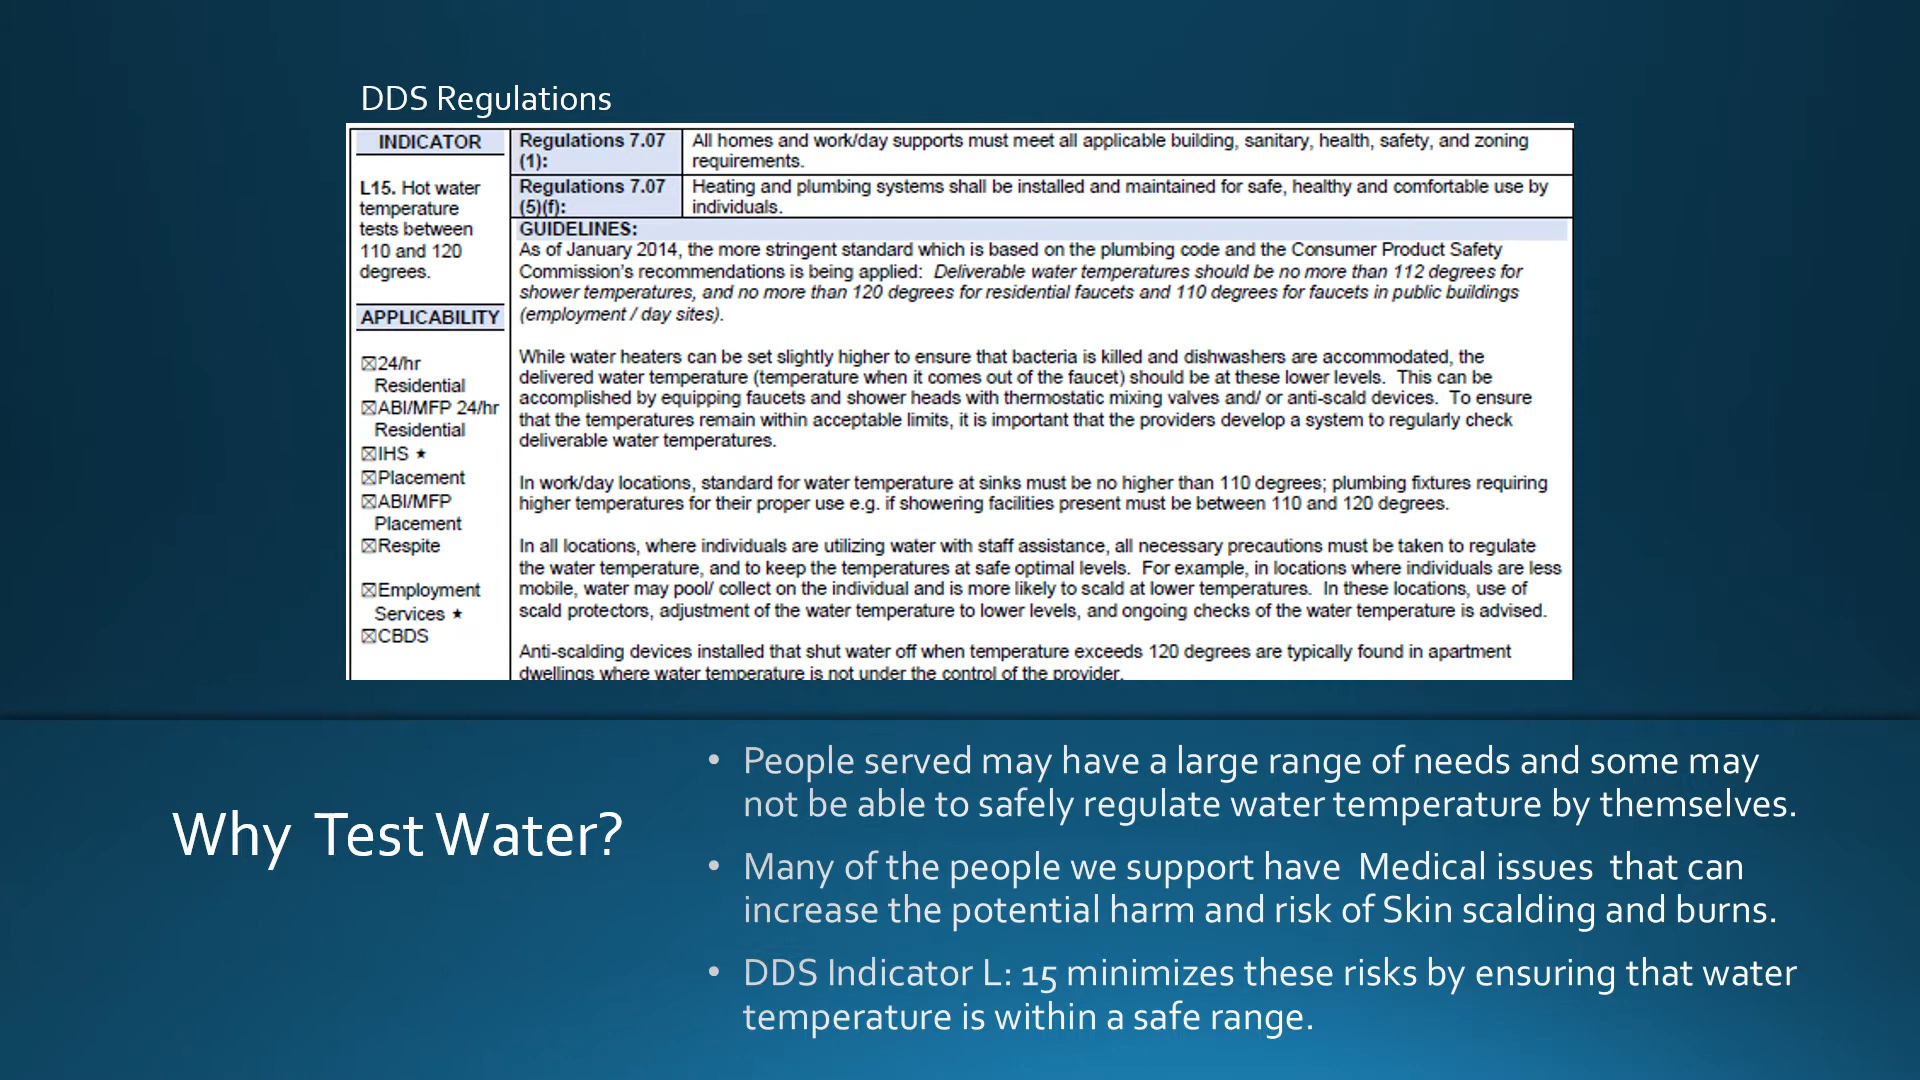 DDS Regulations
INDICATOR
L15. Hot water
temperature
tests between
110 and 120
degrees.
APPLICABILITY
☒24/hr
Residential
☒ABI/MFP 24/hr
Residential
☒IHS ★
☒Placement
☒ABI/MFP
Placement
☒Respite
☒Employment
Services ★
☒CBDS
Regulations 7.07
(1):
All homes and work/day supports must meet all applicable building, sanitary, health, safety, and zoning
requirements.
Regulations 7.07
(5)(f):
Heating and plumbing systems shall be installed and maintained for safe, healthy and comfortable use by
individuals.
GUIDELINES:
As of January 2014, the more stringent standard which is based on the plumbing code and the Consumer Product Safety
Commission's recommendations is being applied: Deliverable water temperatures should be no more than 112 degrees for
shower temperatures, and no more than 120 degrees for residential faucets and 110 degrees for faucets in public buildings
(employment / day sites).
While water heaters can be set slightly higher to ensure that bacteria is killed and dishwashers are accommodated, the
delivered water temperature (temperature when it comes out of the faucet) should be at these lower levels. This can be
accomplished by equipping faucets and shower heads with thermostatic mixing valves and/ or anti-scald devices. To ensure
that the temperatures remain within acceptable limits, it is important that the providers develop a system to regularly check
deliverable water temperatures.
In work/day locations, standard for water temperature at sinks must be no higher than 110 degrees; plumbing fixtures requiring
higher temperatures for their proper use e.g. if showering facilities present must be between 110 and 120 degrees.
In all locations, where individuals are utilizing water with staff assistance, all necessary precautions must be taken to regulate
the water temperature, and to keep the temperatures at safe optimal levels. For example, in locations where individuals are less
mobile, water may pool/ collect on the individual and is more likely to scald at lower temperatures. In these locations, use of
scald protectors, adjustment of the water temperature to lower levels, and ongoing checks of the water temperature is advised.
Anti-scalding devices installed that shut water off when temperature exceeds 120 degrees are typically found in apartment
dwellings where water temperature is not under the control of the provider.
Why Test Water?
• People served may have a large range of needs and some may
not be able to safely regulate water temperature by themselves.
• Many of the people we support have Medical issues that can
increase the potential harm and risk of Skin scalding and burns.
• DDS Indicator L: 15 minimizes these risks by ensuring that water
temperature is within a safe range.